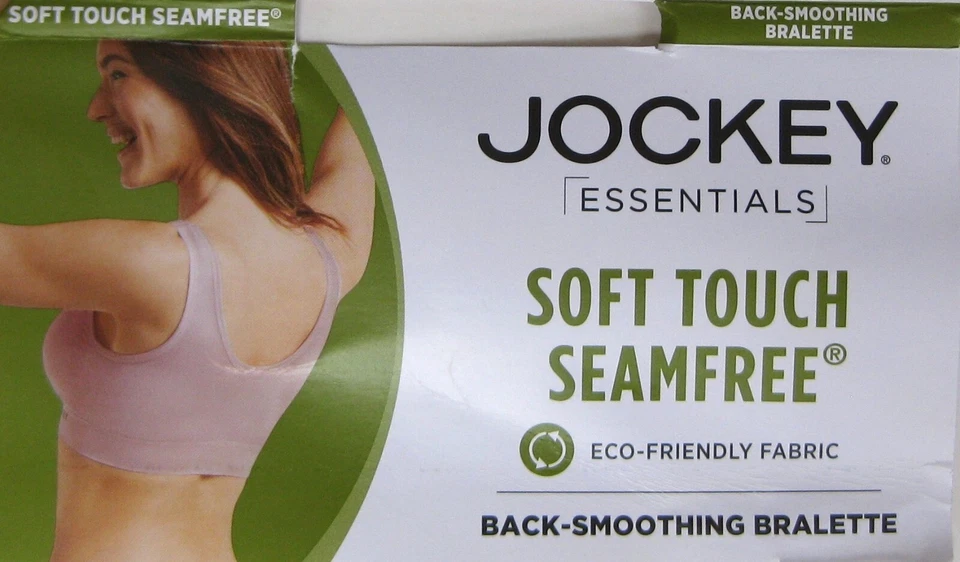 SOFT TOUCH SEAMFREE®
BACK-SMOOTHING
BRALETTE
JOCKEY®
ESSENTIALS
SOFT TOUCH
SEAMFREE®
ECO-FRIENDLY FABRIC
BACK-SMOOTHING BRALETTE